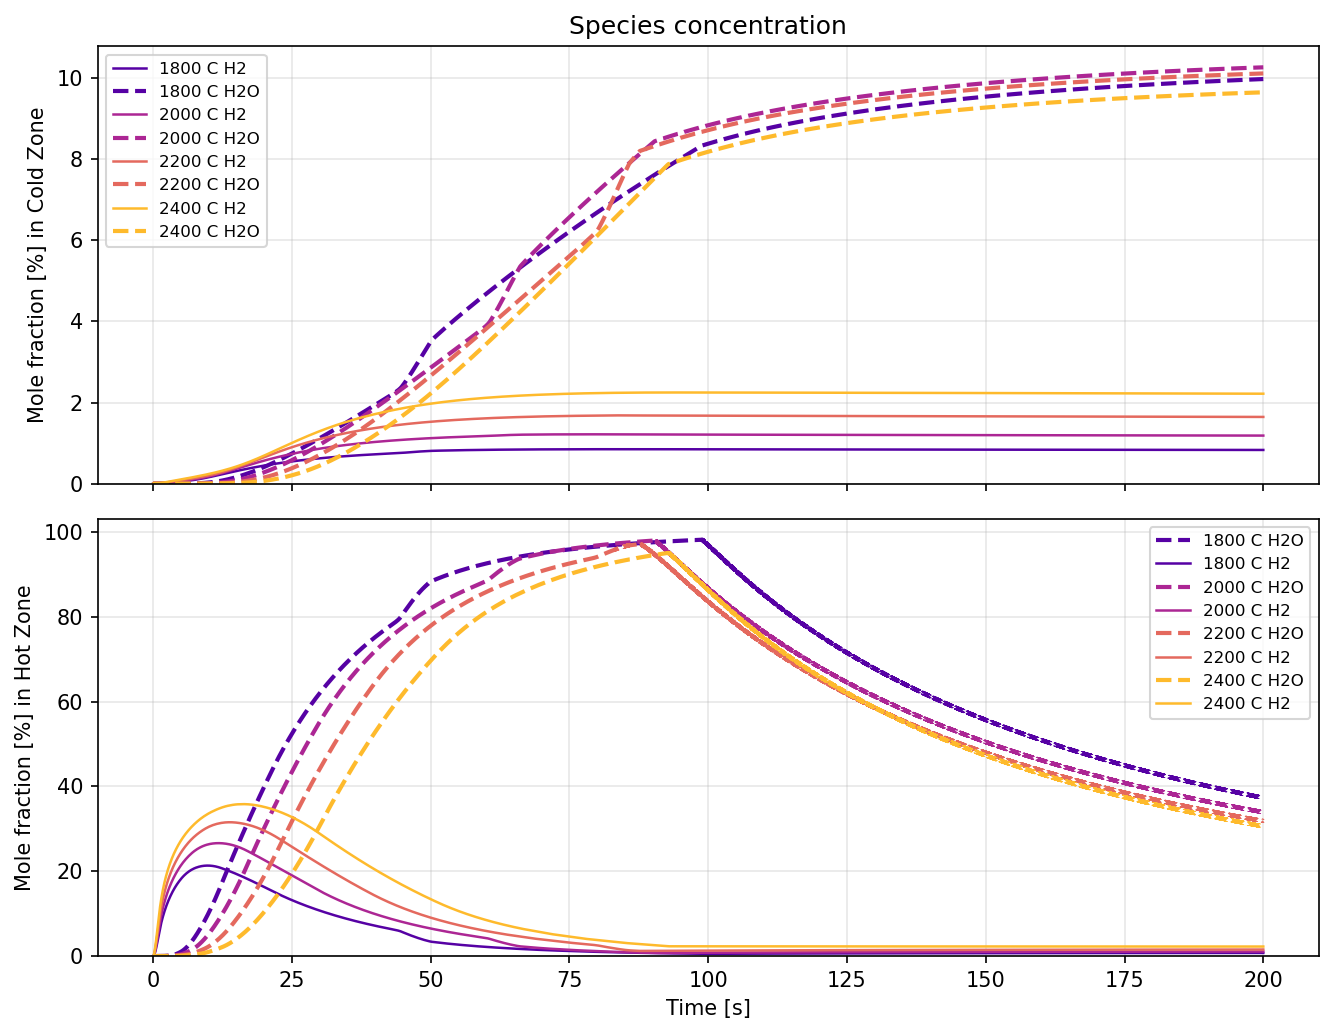 Species concentration
Mole fraction [%] in Cold Zone
10
8
6
4
2
0
1800 C H2
1800 C H2O
2000 C H2
2000 C H2O
2200 C H2
2200 C H2O
2400 C H2
2400 C H2O
Mole fraction [%] in Hot Zone
100
80
60
40
20
0
1800 C H2O
1800 C H2
2000 C H2O
2000 C H2
2200 C H2O
2200 C H2
2400 C H2O
2400 C H2
0 25 50 75 100 125 150 175 200
Time [s]